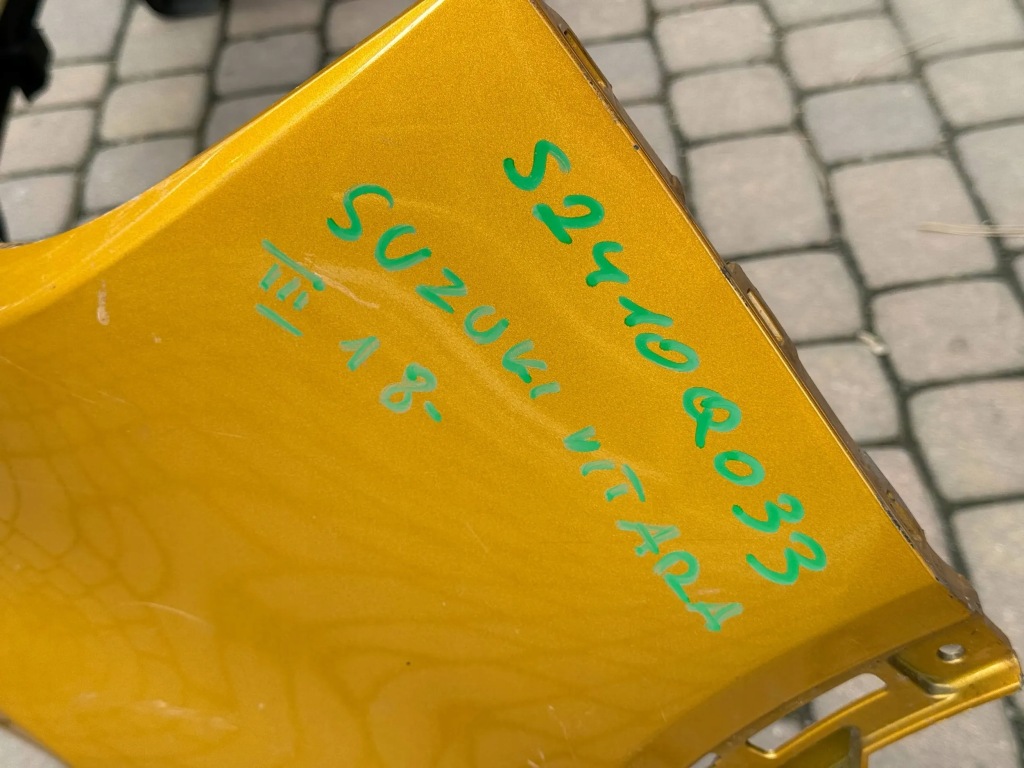 S2410Q033
SUZUKI VITARA
III 18-